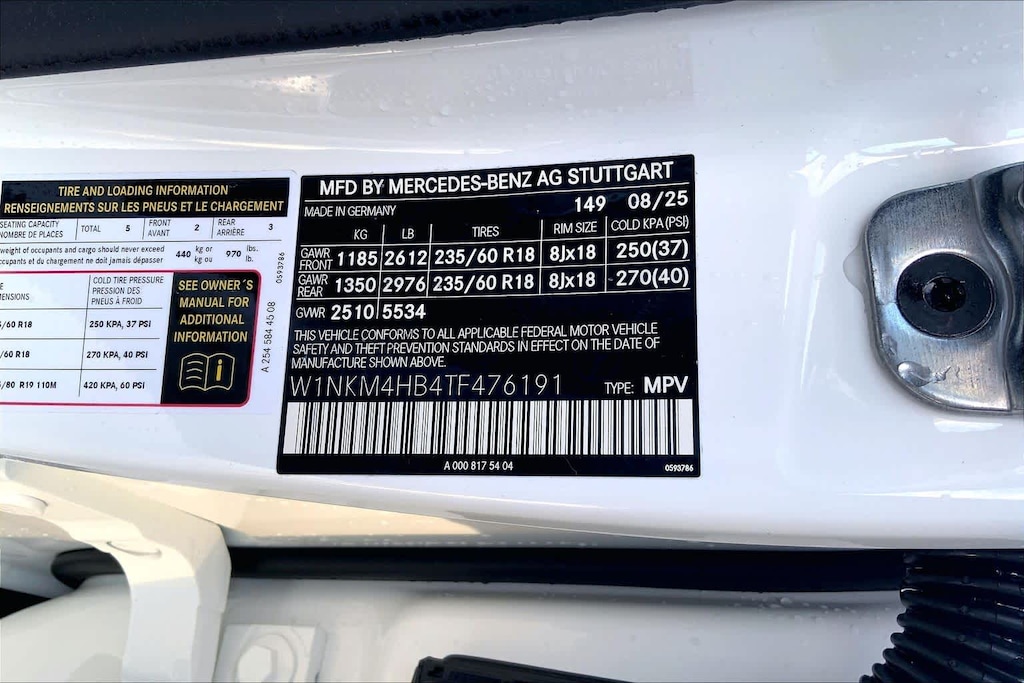 TIRE AND LOADING INFORMATION
RENSEIGNEMENTS SUR LES PNEUS ET LE CHARGEMENT
SEATING CAPACITY
NOMBRE DE PLACES
TOTAL 5
FRONT
AVANT 2
REAR
ARRIÈRE 3
weight of occupants and cargo should never exceed
occupants et du chargement ne doit jamais dépasser
440 kg or
kg ou
970 lbs.
lb.
COLD TIRE PRESSURE
PRESSION DES
PNEUS À FROID
/60 R18 250 KPA, 37 PSI
/60 R18 270 KPA, 40 PSI
/80 R19 110M 420 KPA, 60 PSI
SEE OWNER´S
MANUAL FOR
ADDITIONAL
INFORMATION
i
0593786
A 254 584 45 08
MFD BY MERCEDES-BENZ AG STUTTGART
MADE IN GERMANY 149 08/25
KG LB TIRES RIM SIZE COLD KPA(PSI)
GAWR
FRONT 1185 2612 235/60 R18 8Jx18 250(37)
GAWR
REAR 1350 2976 235/60 R18 8Jx18 270(40)
GVWR 2510 5534
THIS VEHICLE CONFORMS TO ALL APPLICABLE FEDERAL MOTOR VEHICLE
SAFETY AND THEFT PREVENTION STANDARDS IN EFFECT ON THE DATE OF
MANUFACTURE SHOWN ABOVE.
W1NKM4HB4TF476191 TYPE: MPV
A 000 817 54 04 0593786